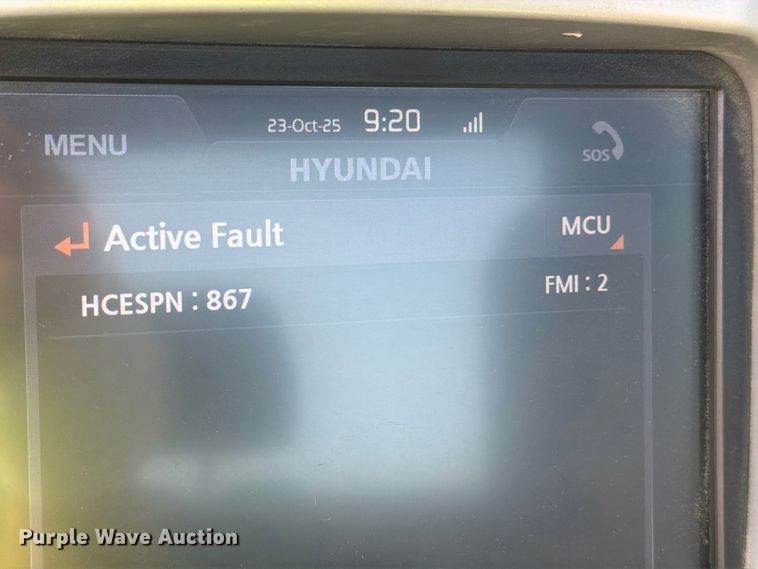 23-Oct-25 9:20
MENU
SOS
HYUNDAI
Active Fault MCU
HCESPN : 867 FMI : 2
Purple Wave Auction